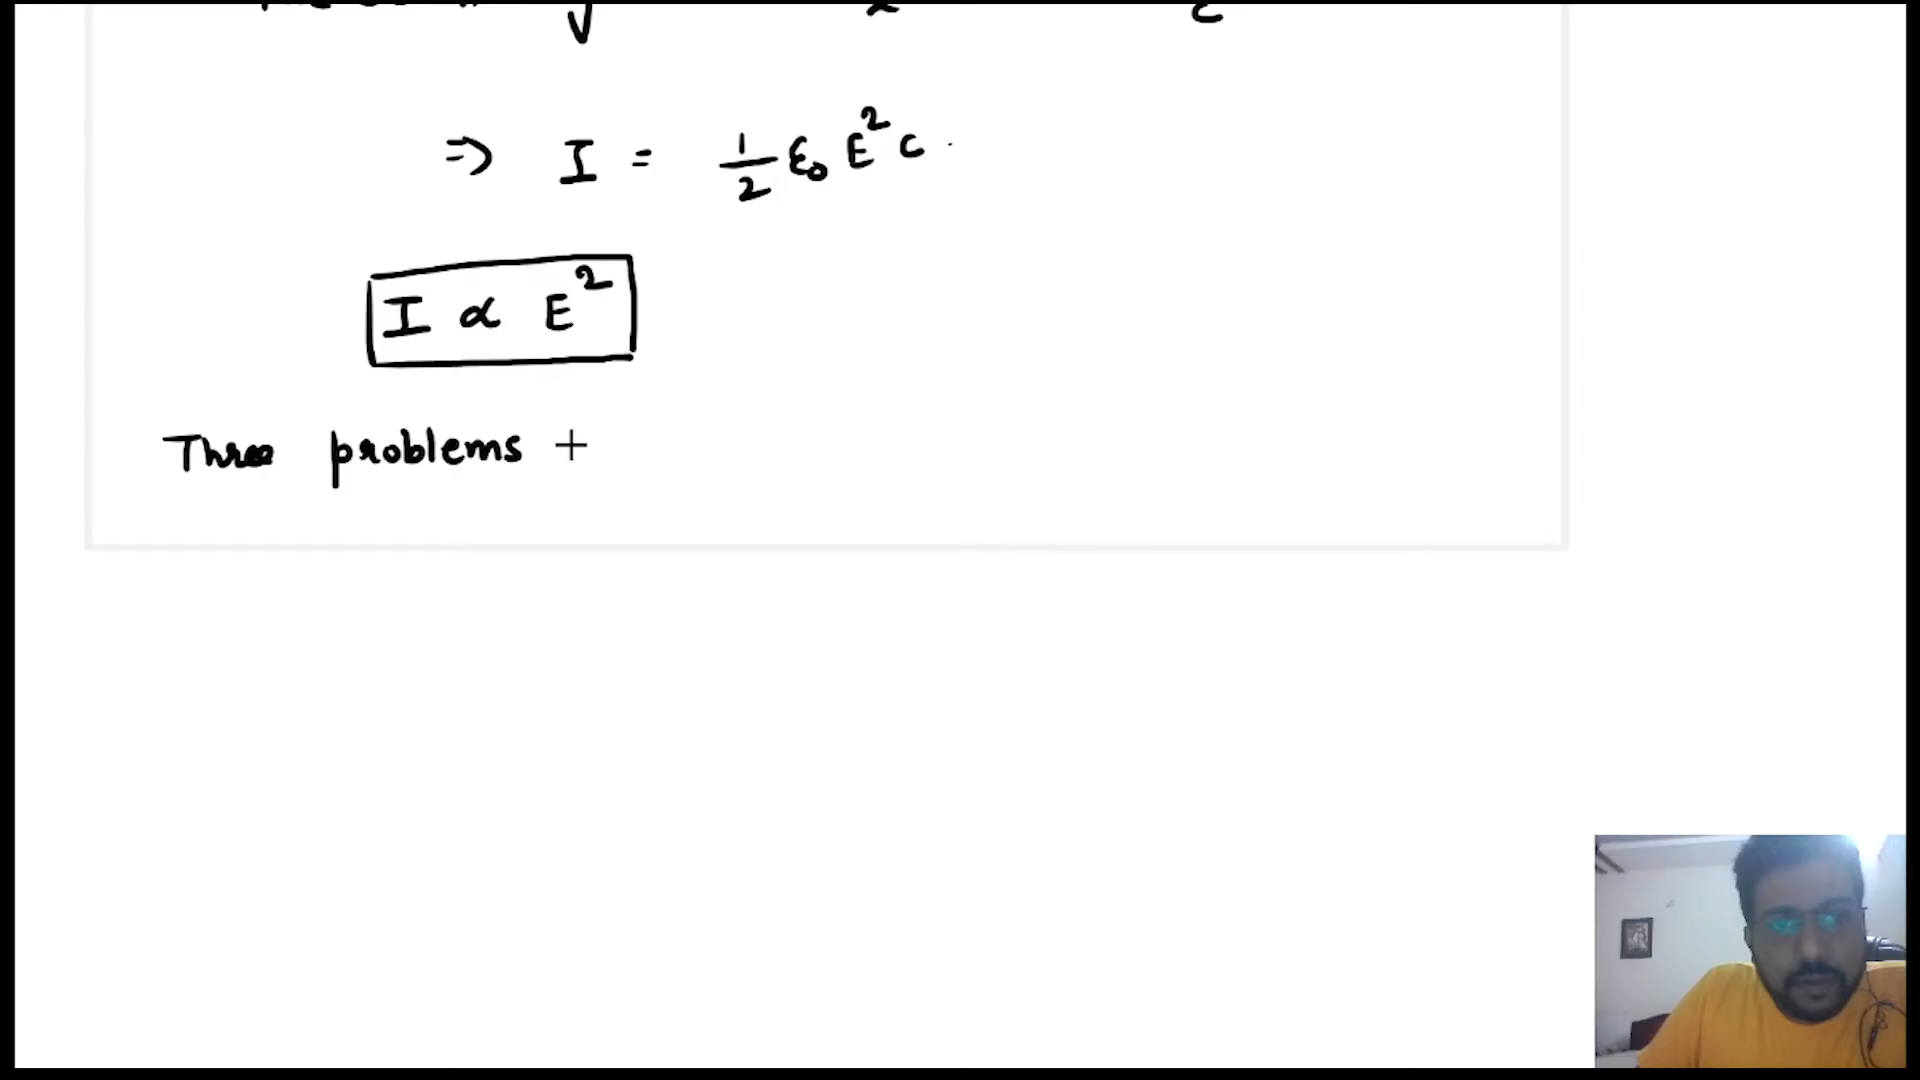 ⇒ I = 1/2 ε₀ E² c
I ∝ E²
Three problems +